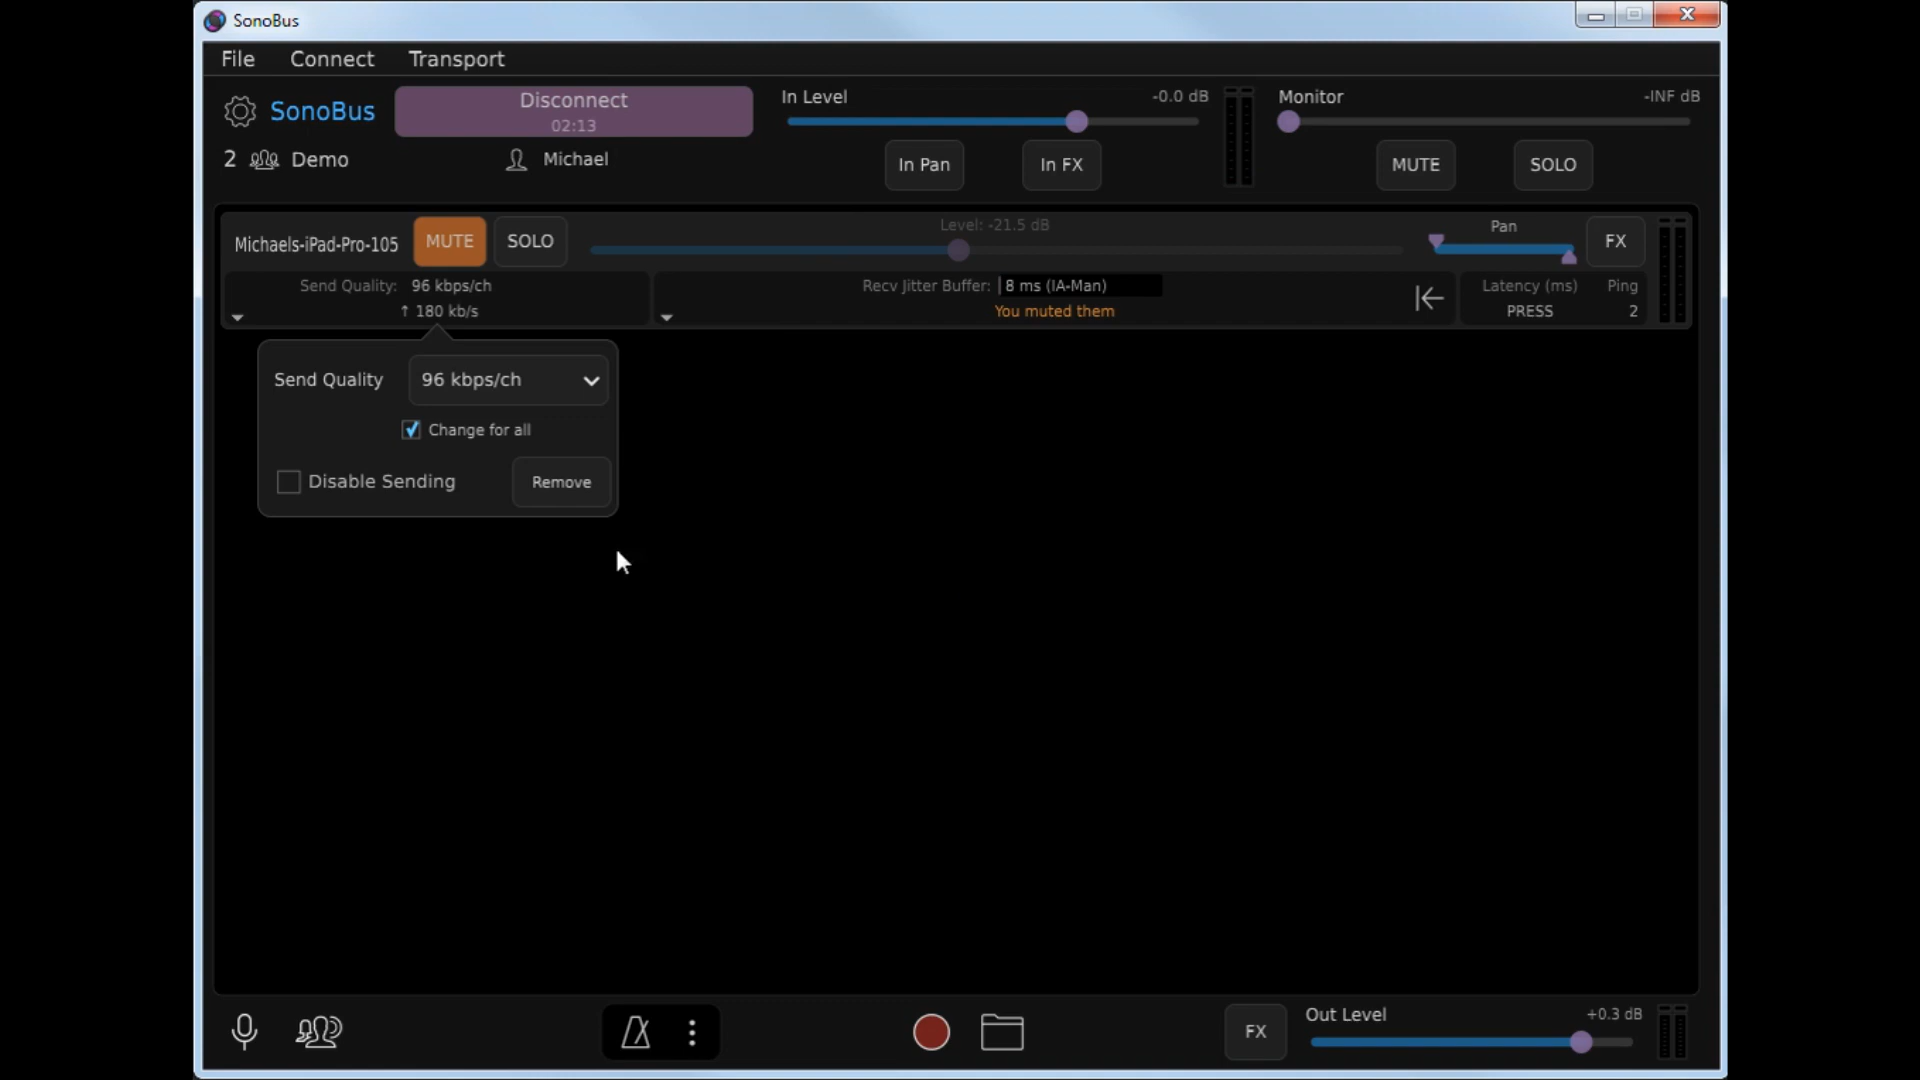 SonoBus
File Connect Transport
SonoBus
Disconnect
02:13
2 Demo
Michael
In Level -0.0 dB
In Pan In FX
Monitor -INF dB
MUTE SOLO
Michaels-iPad-Pro-105 MUTE SOLO
Level: -21.5 dB
Pan
FX
Send Quality: 96 kbps/ch
↑ 180 kb/s
Recv Jitter Buffer: 8 ms (IA-Man)
You muted them
Latency (ms) Ping
PRESS 2
Send Quality 96 kbps/ch
Change for all
Disable Sending Remove
FX
Out Level +0.3 dB